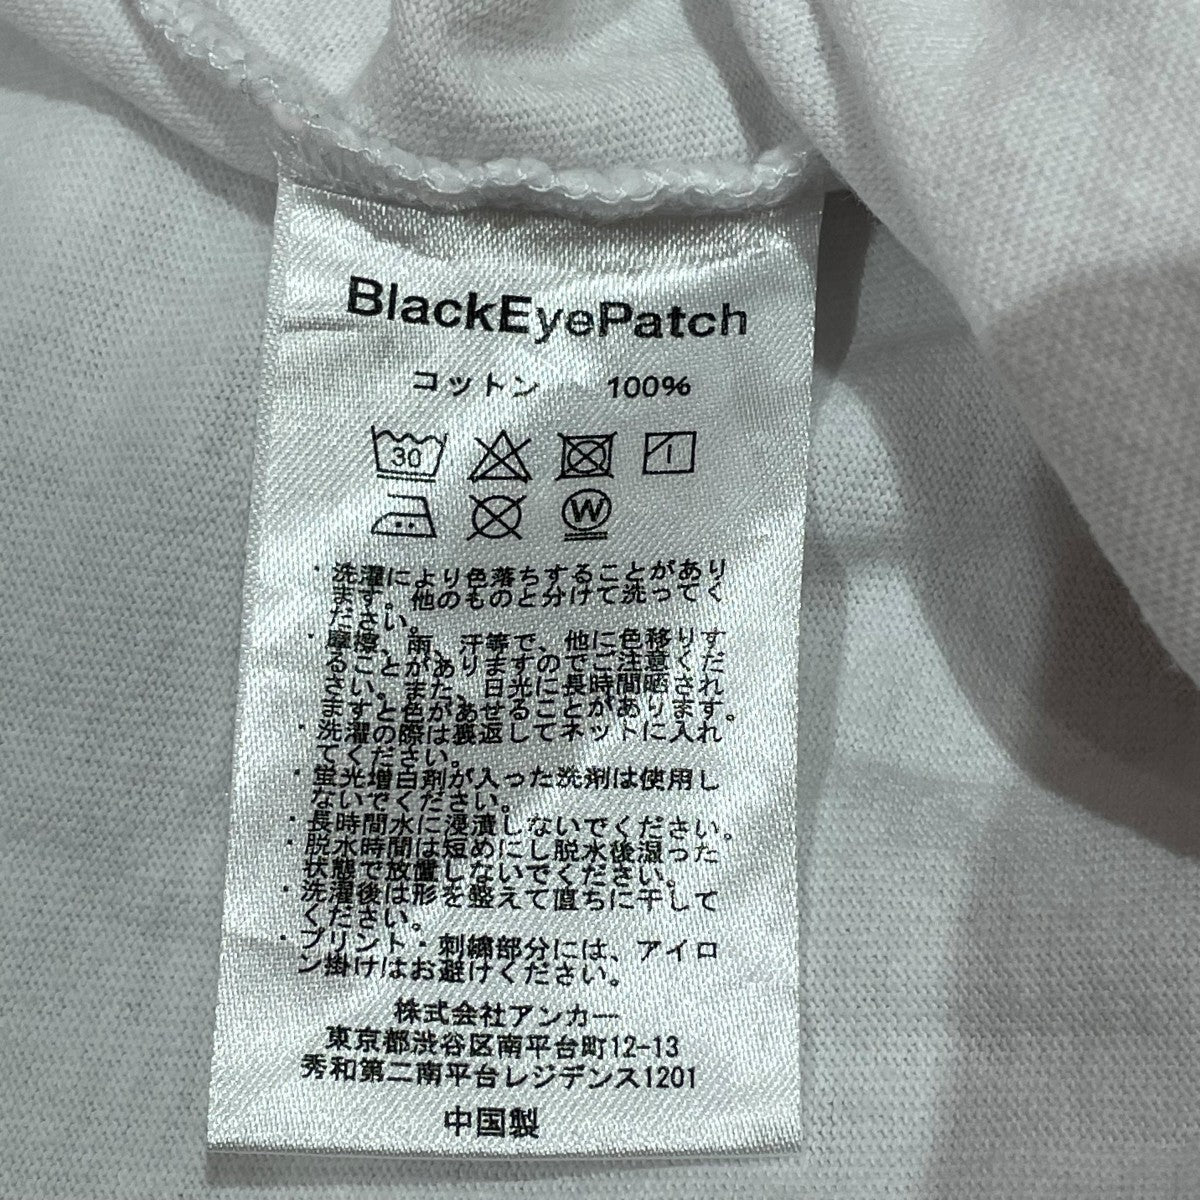 BlackEyePatch
コットン 100%
30
W
・洗濯により色落ちすることがあり
ます。他のものと分けて洗ってく
ださい。
・摩擦、雨、汗等で、他に色移りす
ることがありますのでご注意くだ
さい。また、日光に長時間晒され
ますと色があせることがあります。
・洗濯の際は裏返してネットに入れ
てください。
・蛍光増白剤が入った洗剤は使用し
ないでください。
・長時間水に浸漬しないでください。
・脱水時間は短めにし脱水後湿った
状態で放置しないでください。
・洗濯後は形を整えて直ちに干して
ください。
・プリント・刺繍部分には、アイロ
ン掛けはお避けください。
株式会社アンカー
東京都渋谷区南平台町12-13
秀和第二南平台レジデンス1201
中国製